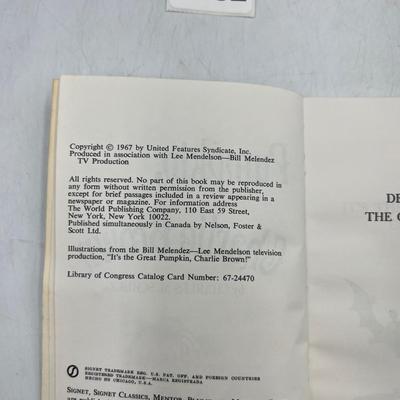 Copyright © 1967 by United Features Syndicate, Inc.
Produced in association with Lee Mendelson—Bill Melendez
TV Production
All rights reserved. No part of this book may be reproduced in
any form without written permission from the publisher,
except for brief passages included in a review appearing in a
newspaper or magazine. For information address
The World Publishing Company, 110 East 59 Street,
New York, New York 10022.
Published simultaneously in Canada by Nelson, Foster &
Scott Ltd.
Illustrations from the Bill Melendez—Lee Mendelson television
production, "It's the Great Pumpkin, Charlie Brown!"
Library of Congress Catalog Card Number: 67-24470
SIGNET TRADEMARK REG. U.S. PAT. OFF. AND FOREIGN COUNTRIES
REGISTERED TRADEMARK—MARCA REGISTRADA
HECHO EN CHICAGO, U.S.A.
SIGNET, SIGNET CLASSICS, MENTOR,
are
DE
THE